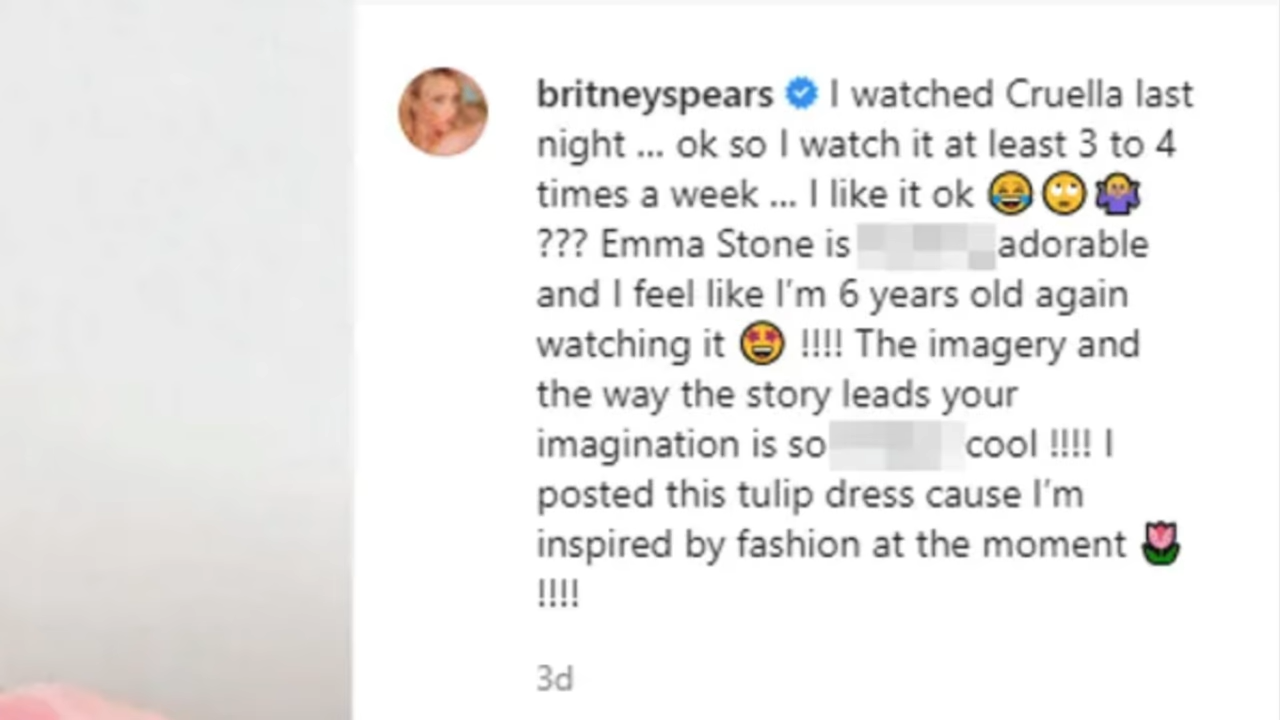 britneyspears I watched Cruella last
night ... ok so I watch it at least 3 to 4
times a week ... I like it ok 😂🙄🤷‍♀️
??? Emma Stone is adorable
and I feel like I'm 6 years old again
watching it 🤩 !!!! The imagery and
the way the story leads your
imagination is so cool !!!! I
posted this tulip dress cause I'm
inspired by fashion at the moment 🌷
!!!!
3d